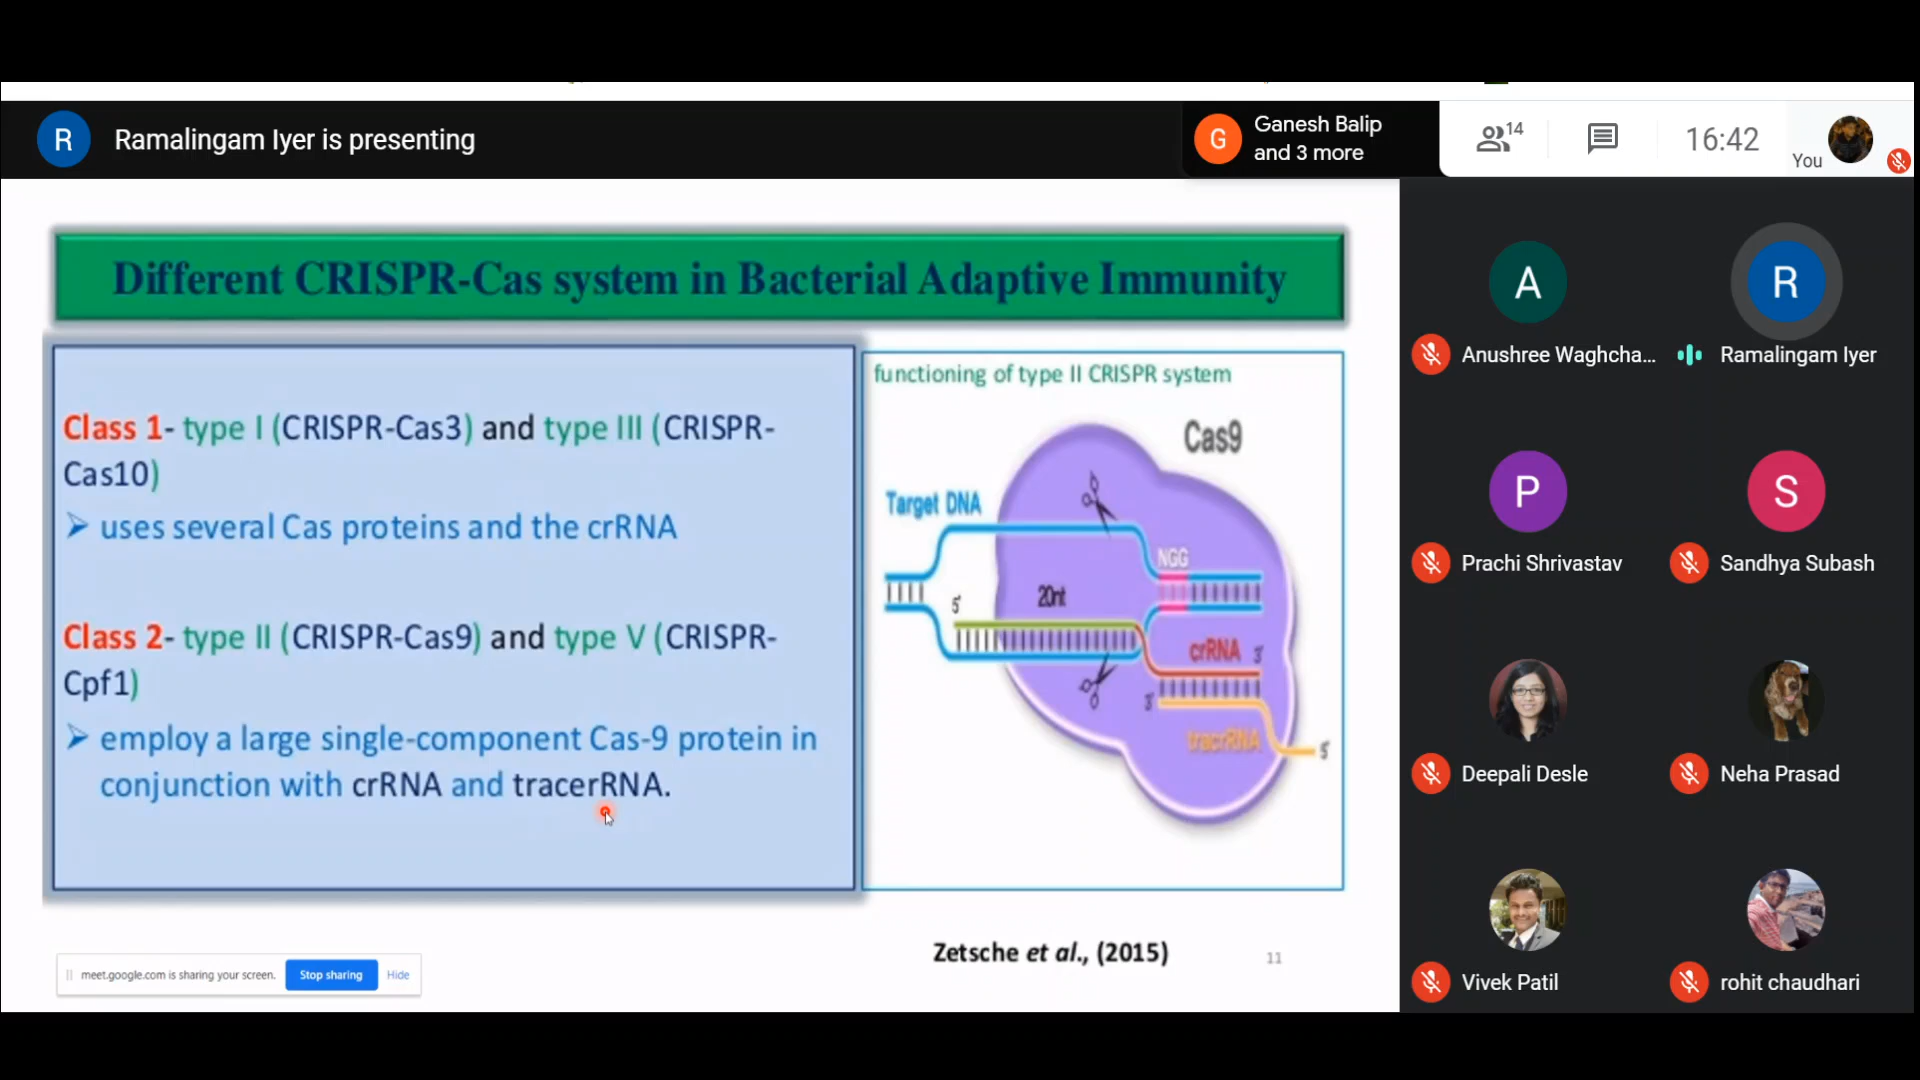 R
Ramalingam Iyer is presenting
G
Ganesh Balip
and 3 more
14
16:42
You
Different CRISPR-Cas system in Bacterial Adaptive Immunity
Class 1- type I (CRISPR-Cas3) and type III (CRISPR-
Cas10)
➢ uses several Cas proteins and the crRNA
Class 2- type II (CRISPR-Cas9) and type V (CRISPR-
Cpf1)
➢ employ a large single-component Cas-9 protein in
conjunction with crRNA and tracerRNA.
functioning of type II CRISPR system
Cas9
Target DNA
NGG
5'
20nt
crRNA 3'
3'
tracrRNA
5'
Zetsche et al., (2015)
11
meet.google.com is sharing your screen.
Stop sharing
Hide
A
R
Anushree Waghcha...
Ramalingam Iyer
P
S
Prachi Shrivastav
Sandhya Subash
Deepali Desle
Neha Prasad
Vivek Patil
rohit chaudhari